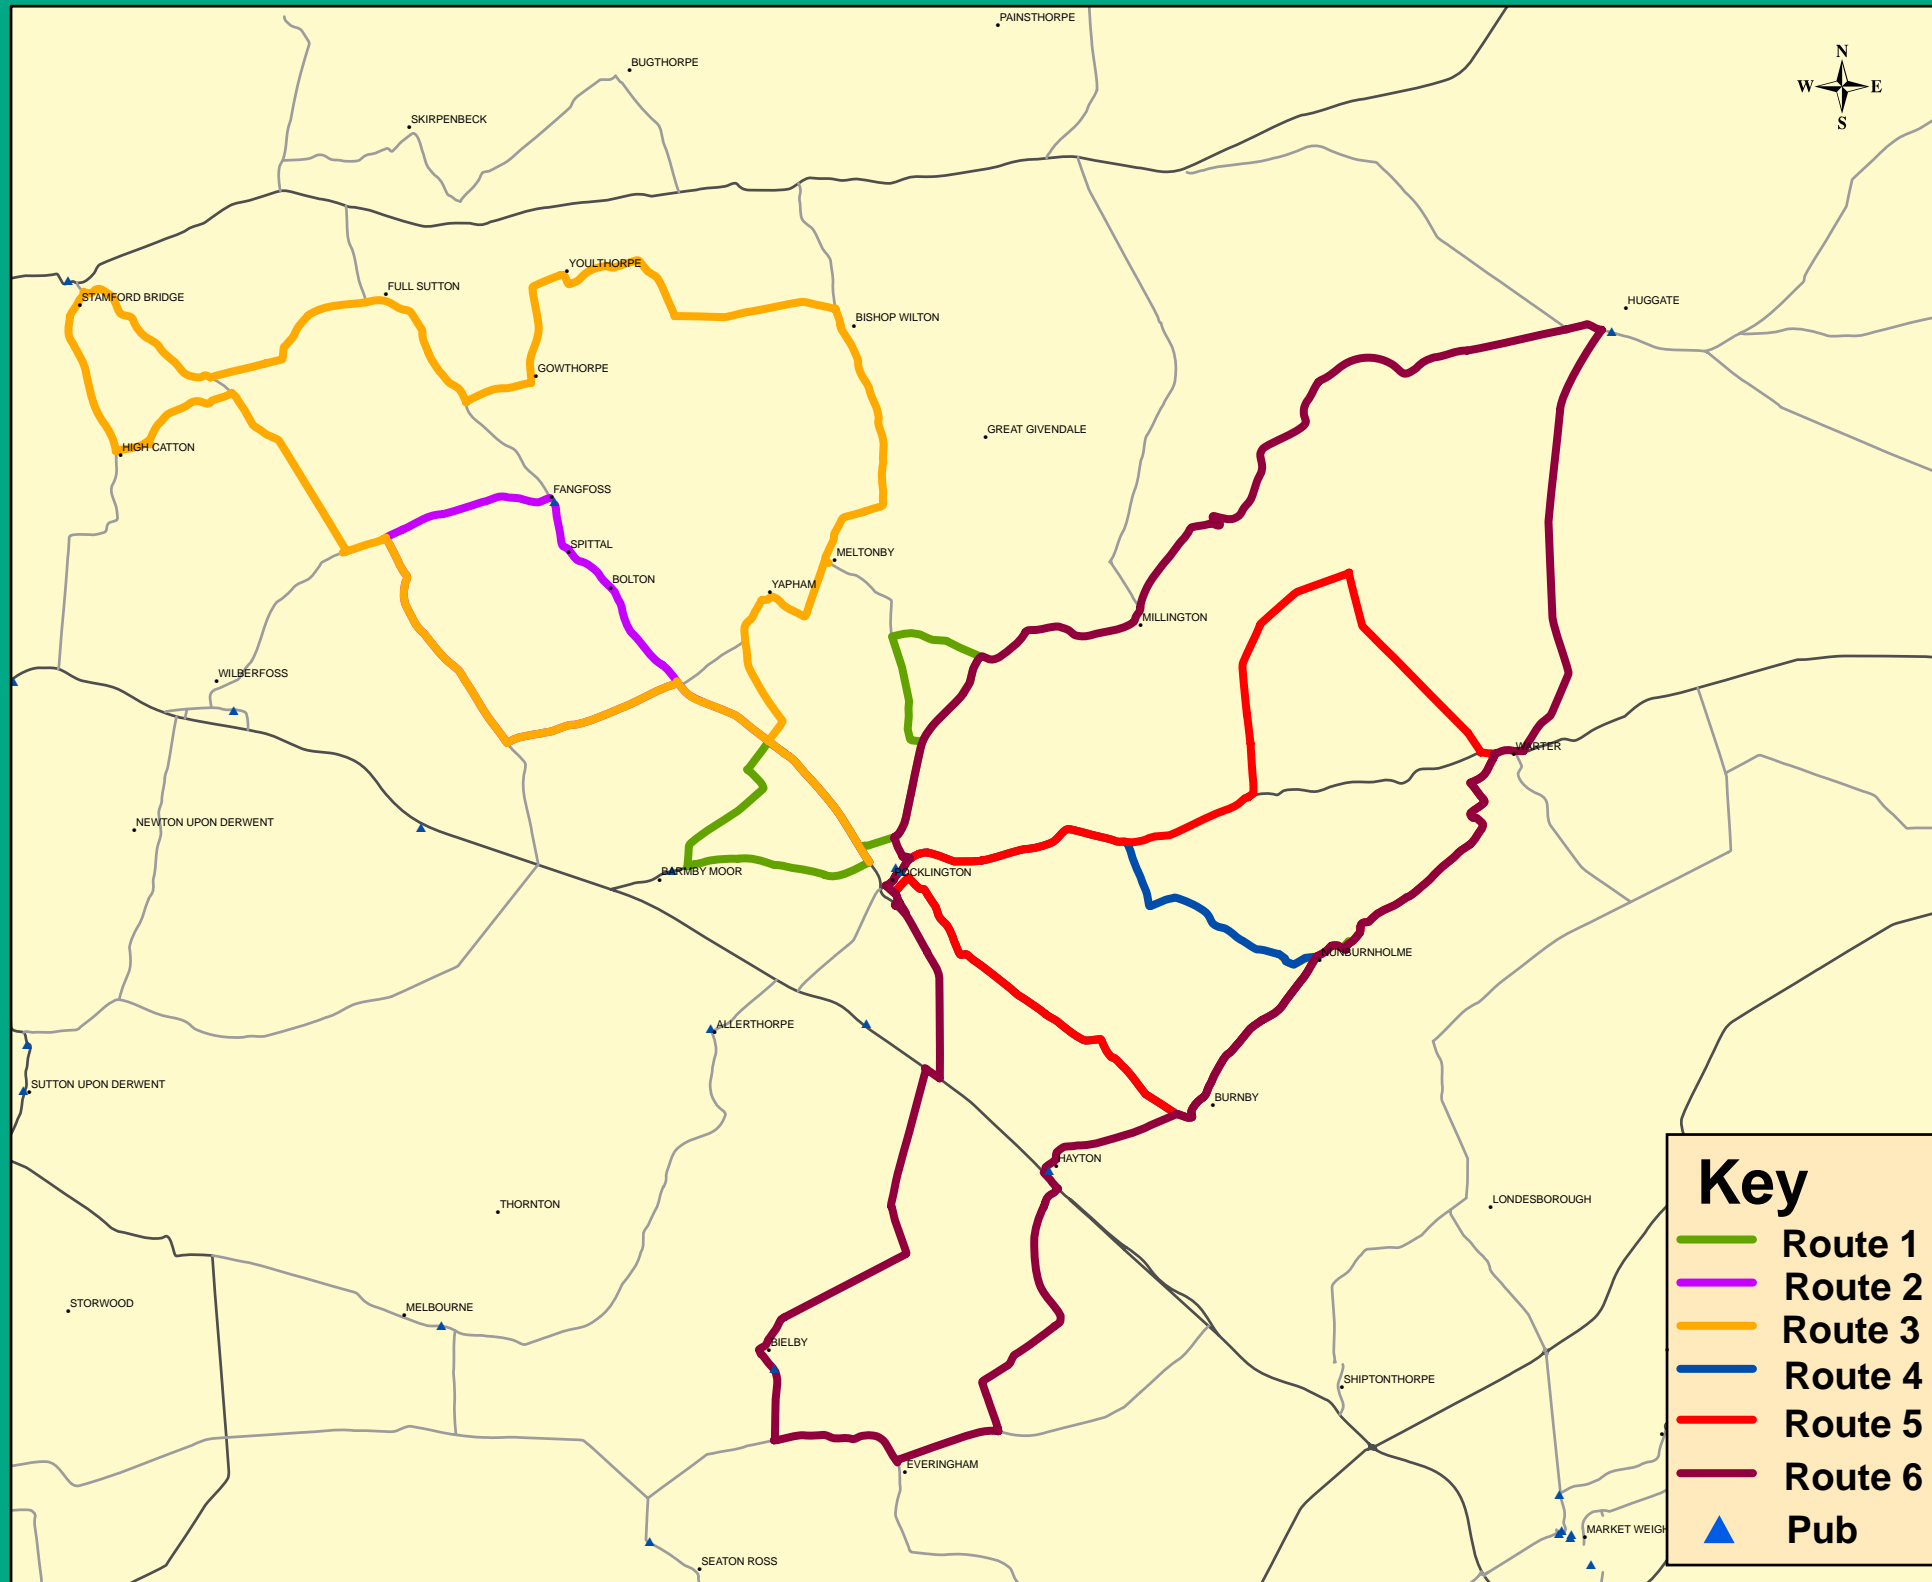 PAINSTHORPE
N
W E
S
BUGTHORPE
SKIRPENBECK
YOULTHORPE
FULL SUTTON
STAMFORD BRIDGE
HUGGATE
BISHOP WILTON
GOWTHORPE
GREAT GIVENDALE
HIGH CATTON
FANGFOSS
SPITTAL
MELTONBY
BOLTON
YAPHAM
MILLINGTON
WILBERFOSS
WARTER
NEWTON UPON DERWENT
BARMBY MOOR
POCKLINGTON
NUNBURNHOLME
ALLERTHORPE
SUTTON UPON DERWENT
BURNBY
HAYTON
THORNTON
LONDESBOROUGH
STORWOOD
MELBOURNE
BIELBY
SHIPTONTHORPE
EVERINGHAM
SEATON ROSS
MARKET WEIGH
Key
Route 1
Route 2
Route 3
Route 4
Route 5
Route 6
Pub